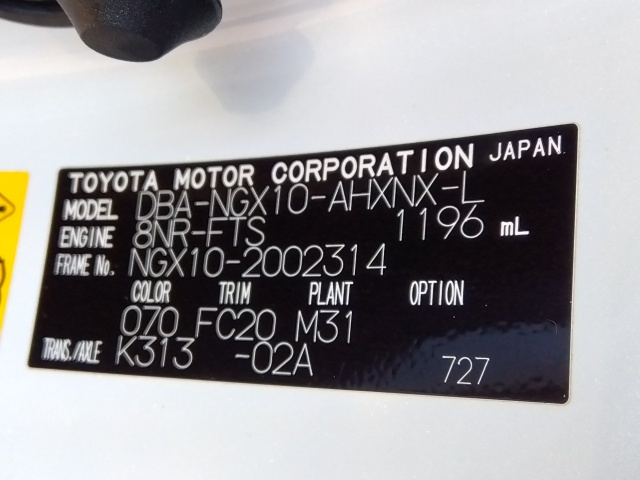 TOYOTA MOTOR CORPORATION JAPAN
MODEL DBA-NGX10-AHXNX-L
ENGINE 8NR-FTS 1196 mL
FRAME No. NGX10-2002314
COLOR TRIM PLANT OPTION
070 FC20 M31
TRANS./AXLE K313 -02A
727